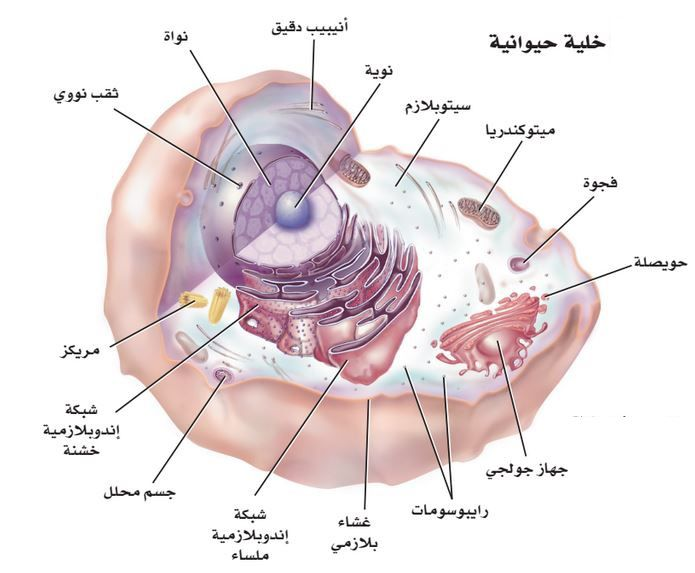 خلية حيوانية
أنيبيب دقيق
نواة
نوية
ثقب نووي
سيتوبلازم
ميتوكندريا
فجوة
حويصلة
مريكز
شبكة
إندوبلازمية
خشنة
جسم محلل
شبكة
إندوبلازمية
ملساء
غشاء
بلازمي
رايبوسومات
جهاز جولجي